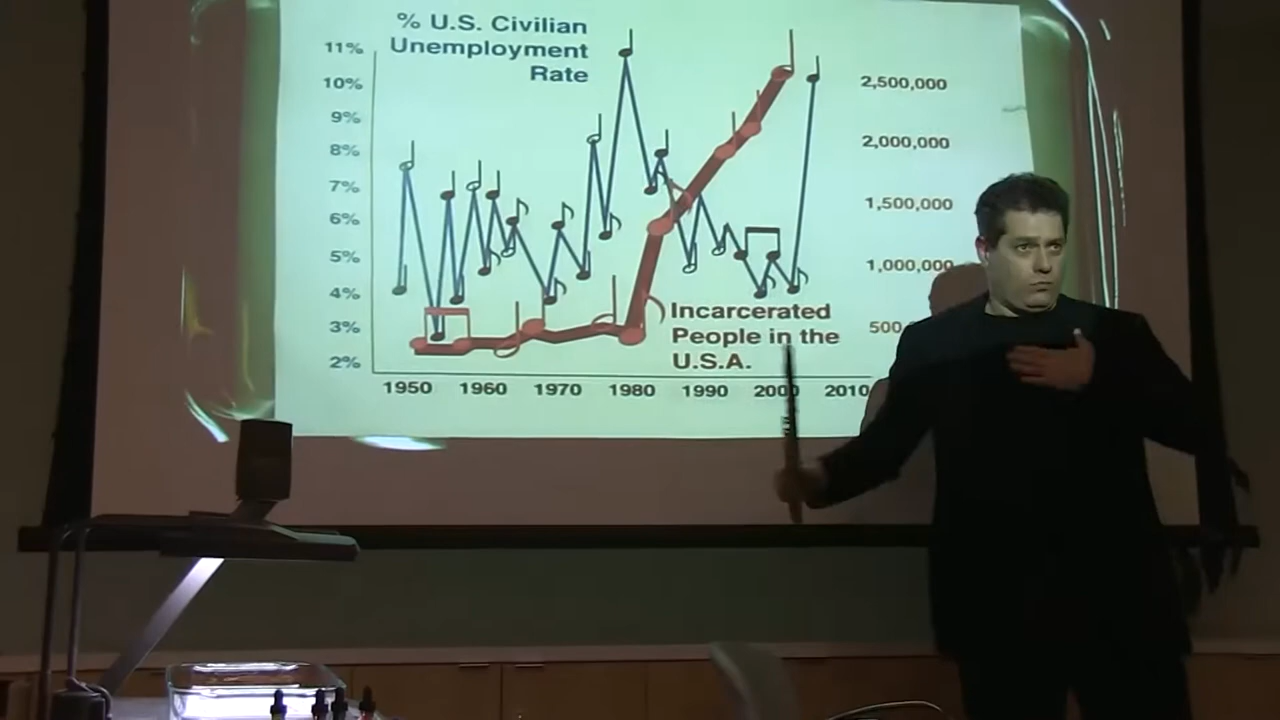 % U.S. Civilian
Unemployment
Rate
11%
10%
9%
8%
7%
6%
5%
4%
3%
2%
2,500,000
2,000,000
1,500,000
1,000,000
500
Incarcerated
People in the
U.S.A.
1950 1960 1970 1980 1990 2000 2010